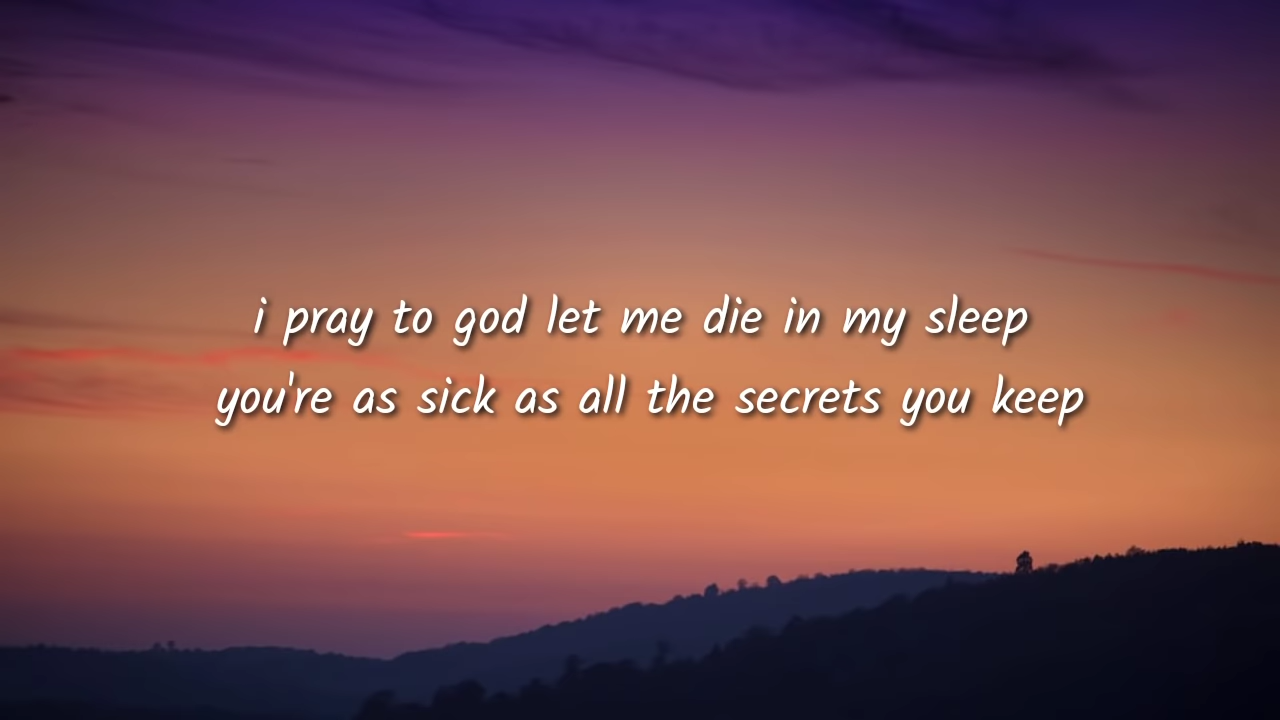 i pray to god let me die in my sleep
you're as sick as all the secrets you keep